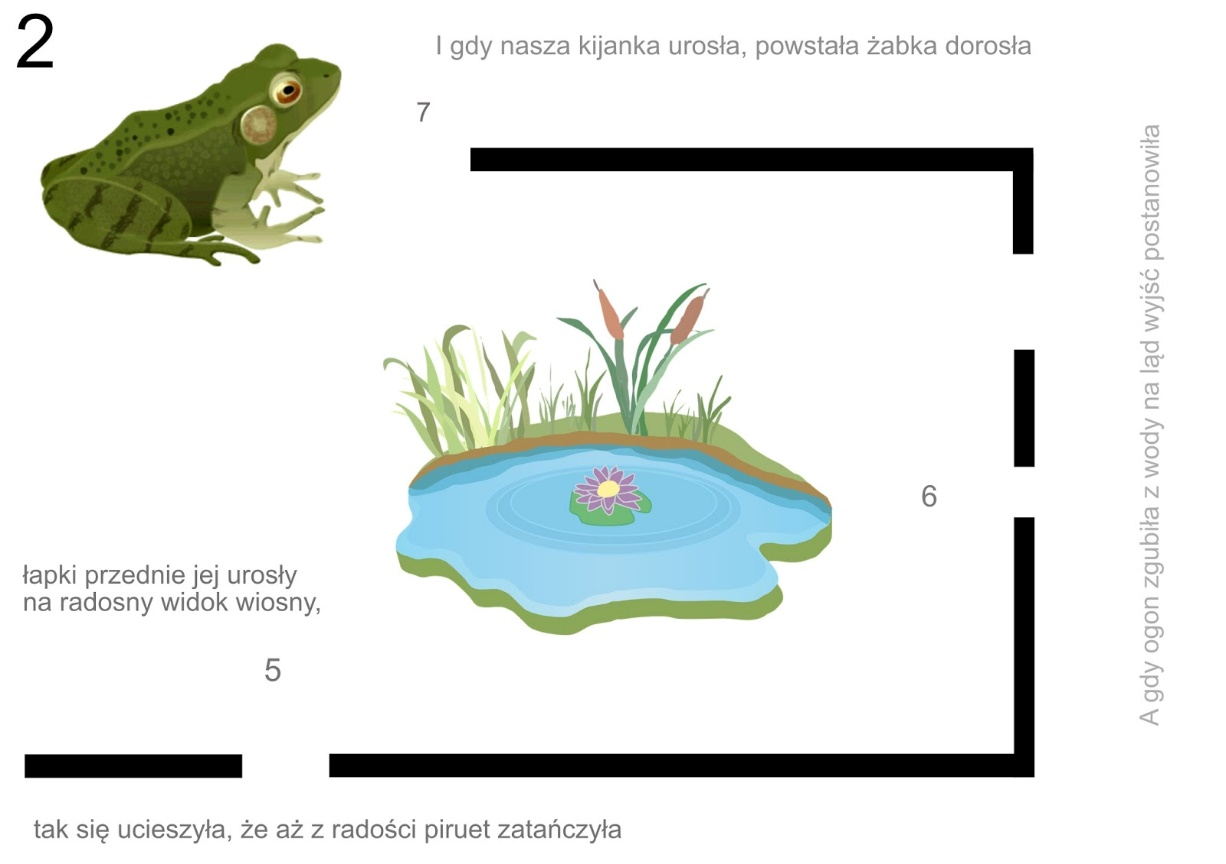 2
I gdy nasza kijanka urosła, powstała żabka dorosła
7
A gdy ogon zgubiła z wody na ląd wyjść postanowiła
6
łapki przednie jej urosły
na radosny widok wiosny,
5
tak się ucieszyła, że aż z radości piruet zatańczyła